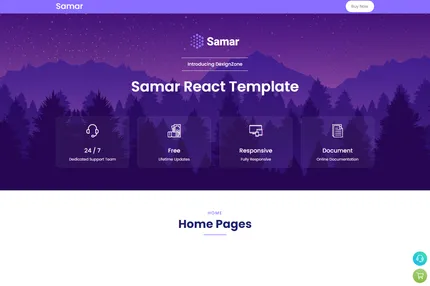 Samar
Buy Now
Samar
Introducing DesignZone
Samar React Template
24 / 7
Dedicated Support Team
Free
Lifetime Updates
Responsive
Fully Responsive
Document
Online Documentation
HOME
Home Pages